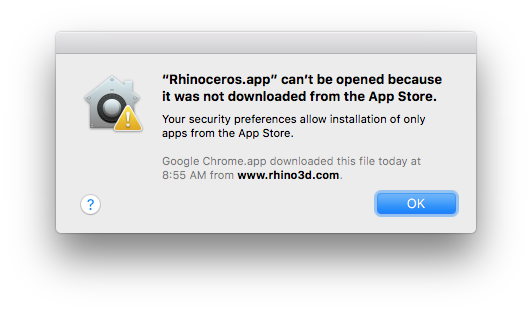 “Rhinoceros.app” can’t be opened because
it was not downloaded from the App Store.
Your security preferences allow installation of only
apps from the App Store.
Google Chrome.app downloaded this file today at
8:55 AM from www.rhino3d.com.
?
OK